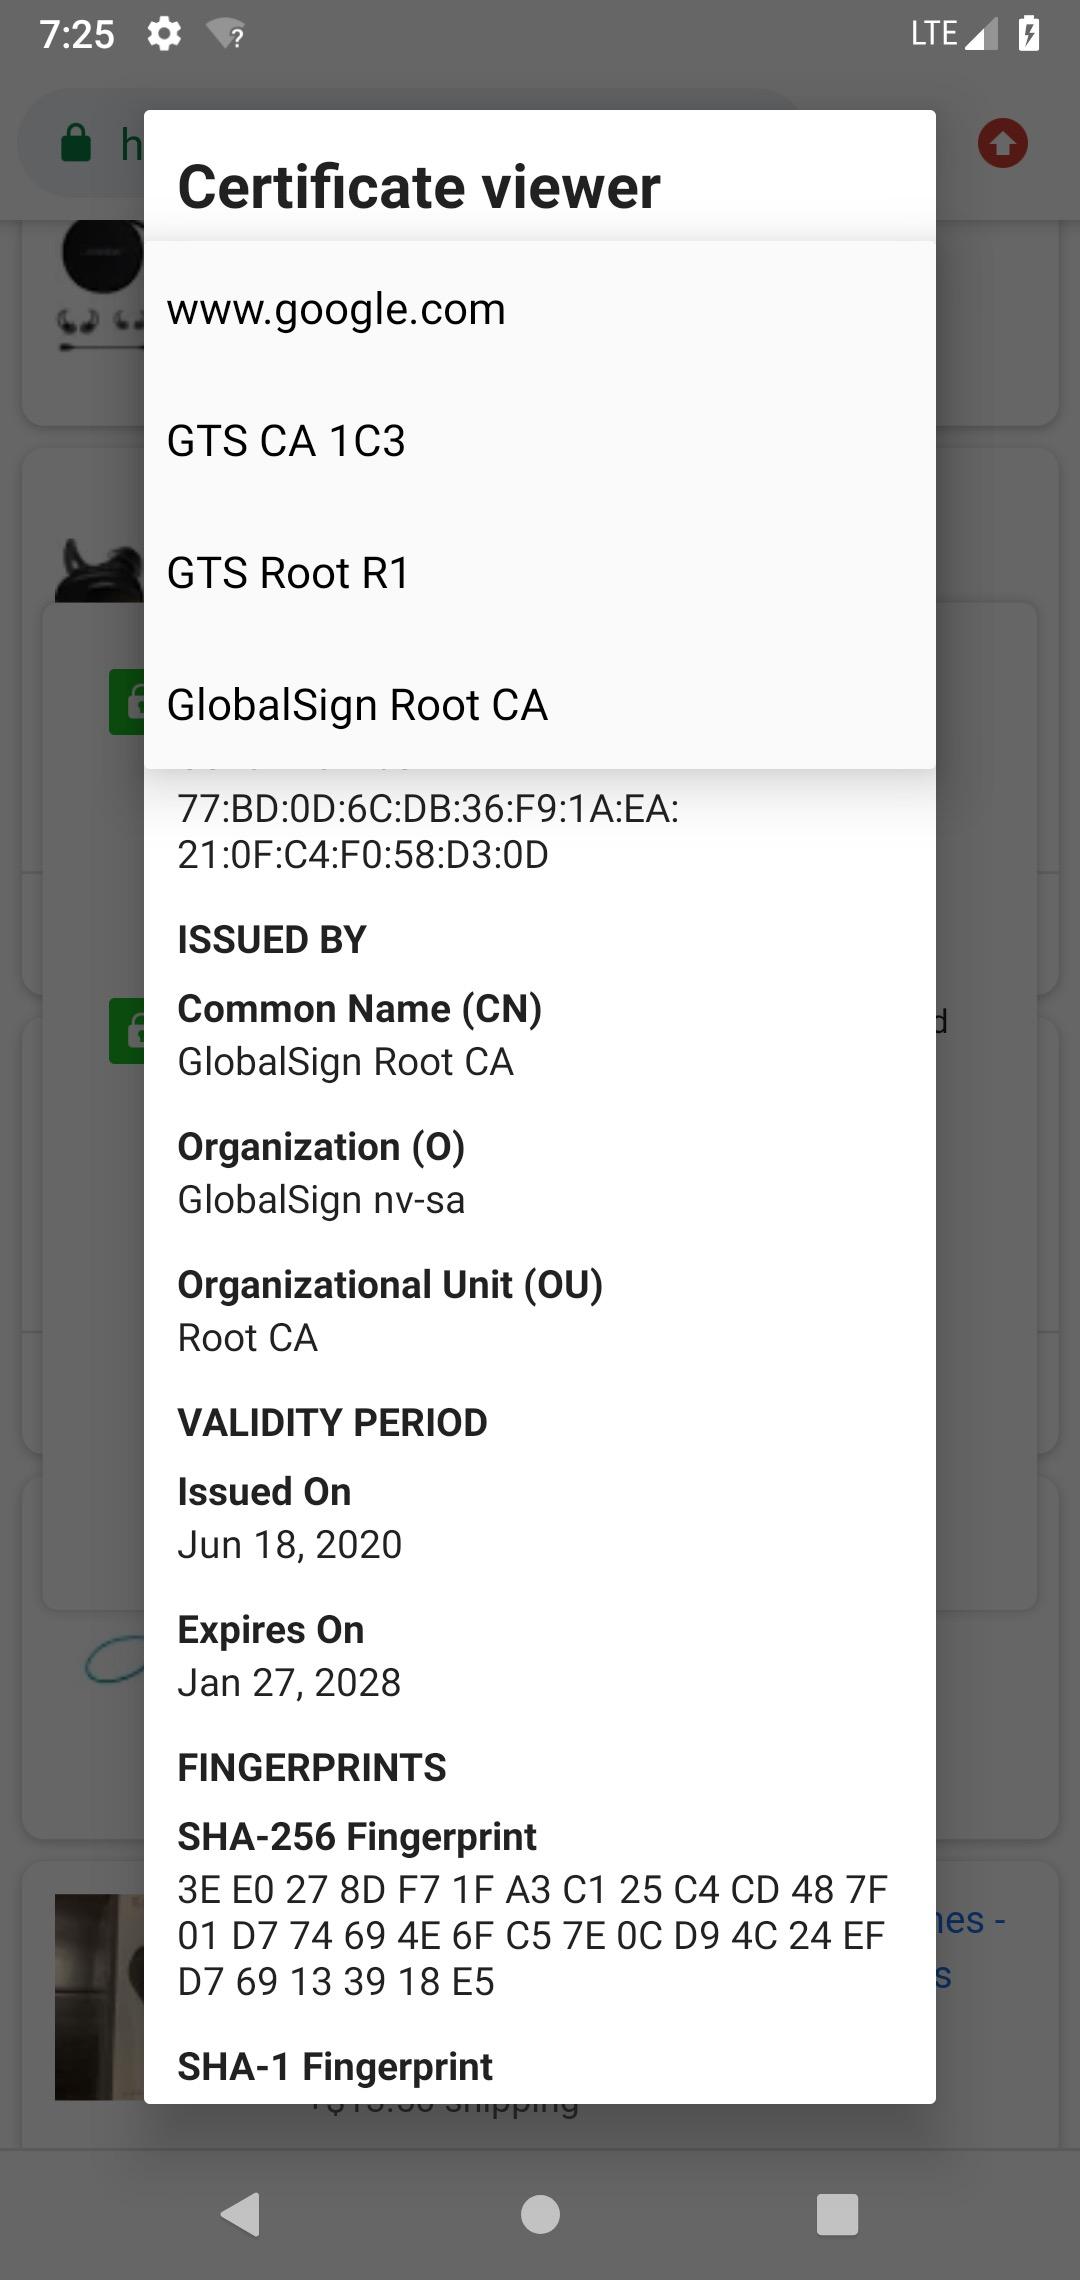 7:25
LTE
h
Certificate viewer
www.google.com
GTS CA 1C3
GTS Root R1
GlobalSign Root CA
77:BD:0D:6C:DB:36:F9:1A:EA:
21:0F:C4:F0:58:D3:0D
ISSUED BY
Common Name (CN)
d
GlobalSign Root CA
Organization (O)
GlobalSign nv-sa
Organizational Unit (OU)
Root CA
VALIDITY PERIOD
Issued On
Jun 18, 2020
Expires On
Jan 27, 2028
FINGERPRINTS
SHA-256 Fingerprint
3E E0 27 8D F7 1F A3 C1 25 C4 CD 48 7F
01 D7 74 69 4E 6F C5 7E 0C D9 4C 24 EF
D7 69 13 39 18 E5
nes -
s
SHA-1 Fingerprint
shipping